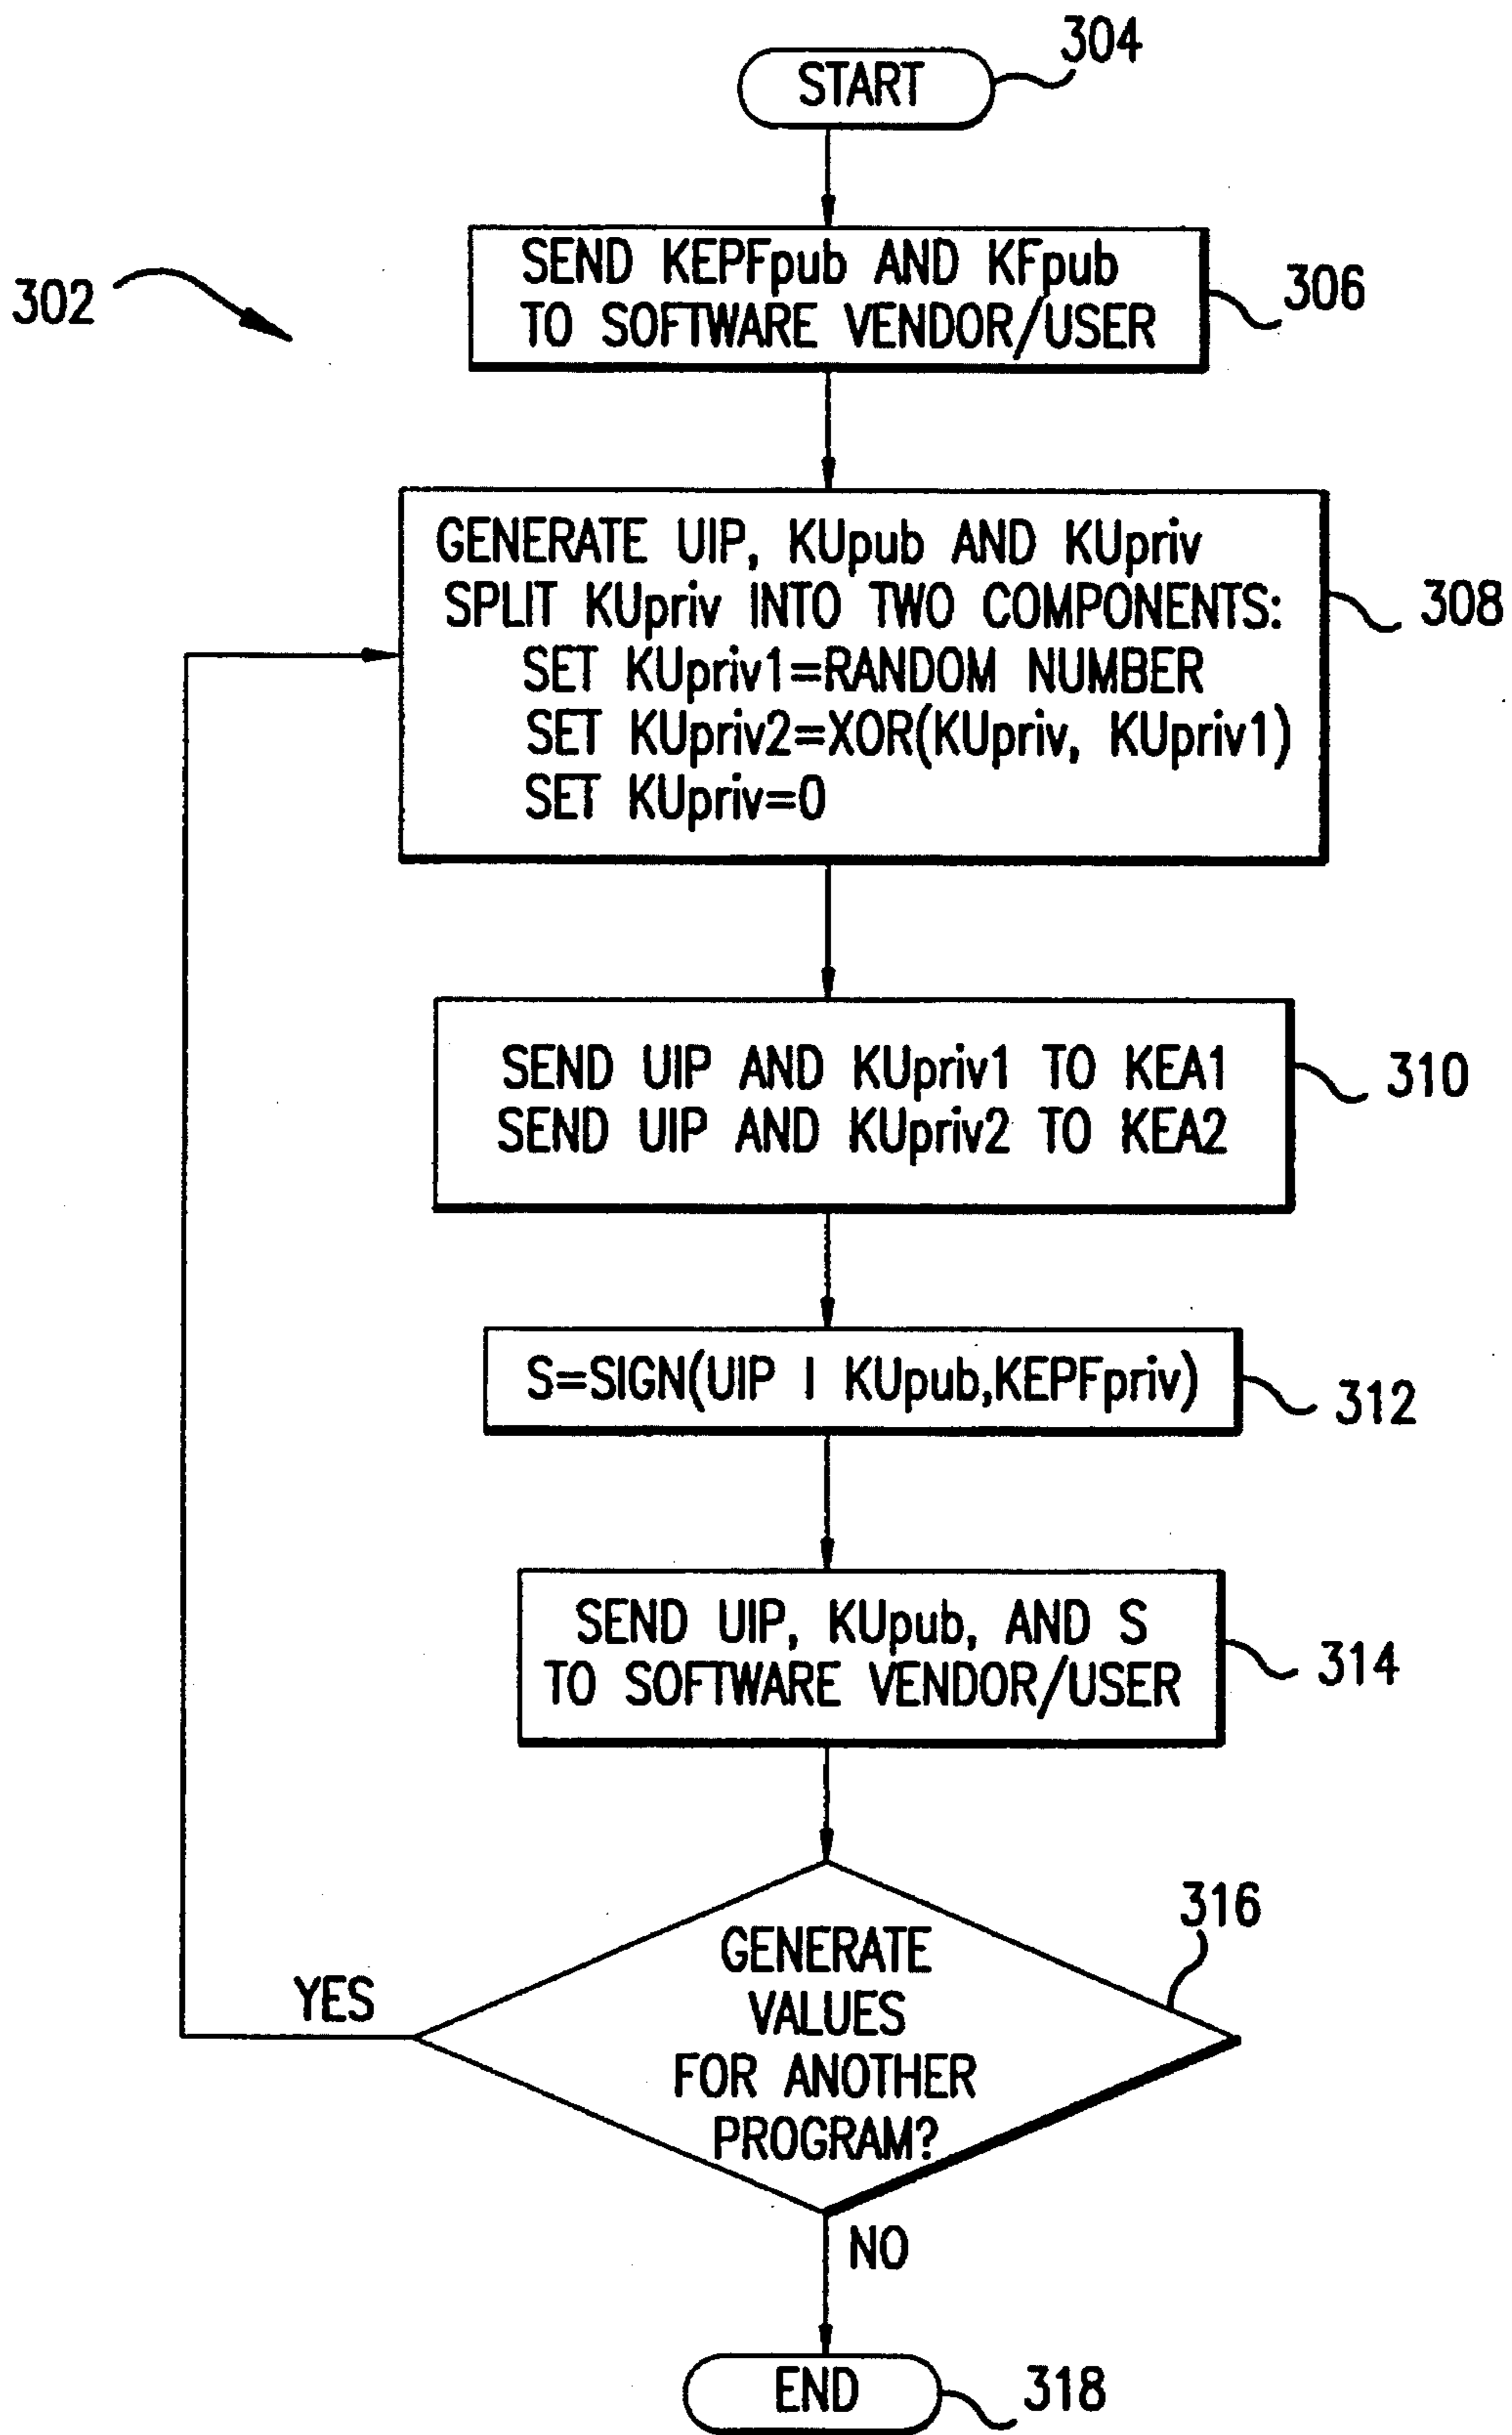 START
304
302
SEND KEPFpub AND KFpub
TO SOFTWARE VENDOR/USER
306
GENERATE UIP, KUpub AND KUpriv
SPLIT KUpriv INTO TWO COMPONENTS:
SET KUpriv1=RANDOM NUMBER
SET KUpriv2=XOR(KUpriv, KUpriv1)
SET KUpriv=0
308
SEND UIP AND KUpriv1 TO KEA1
SEND UIP AND KUpriv2 TO KEA2
310
S=SIGN(UIP | KUpub,KEPFpriv)
312
SEND UIP, KUpub, AND S
TO SOFTWARE VENDOR/USER
314
GENERATE
VALUES
FOR ANOTHER
PROGRAM?
316
YES
NO
END
318